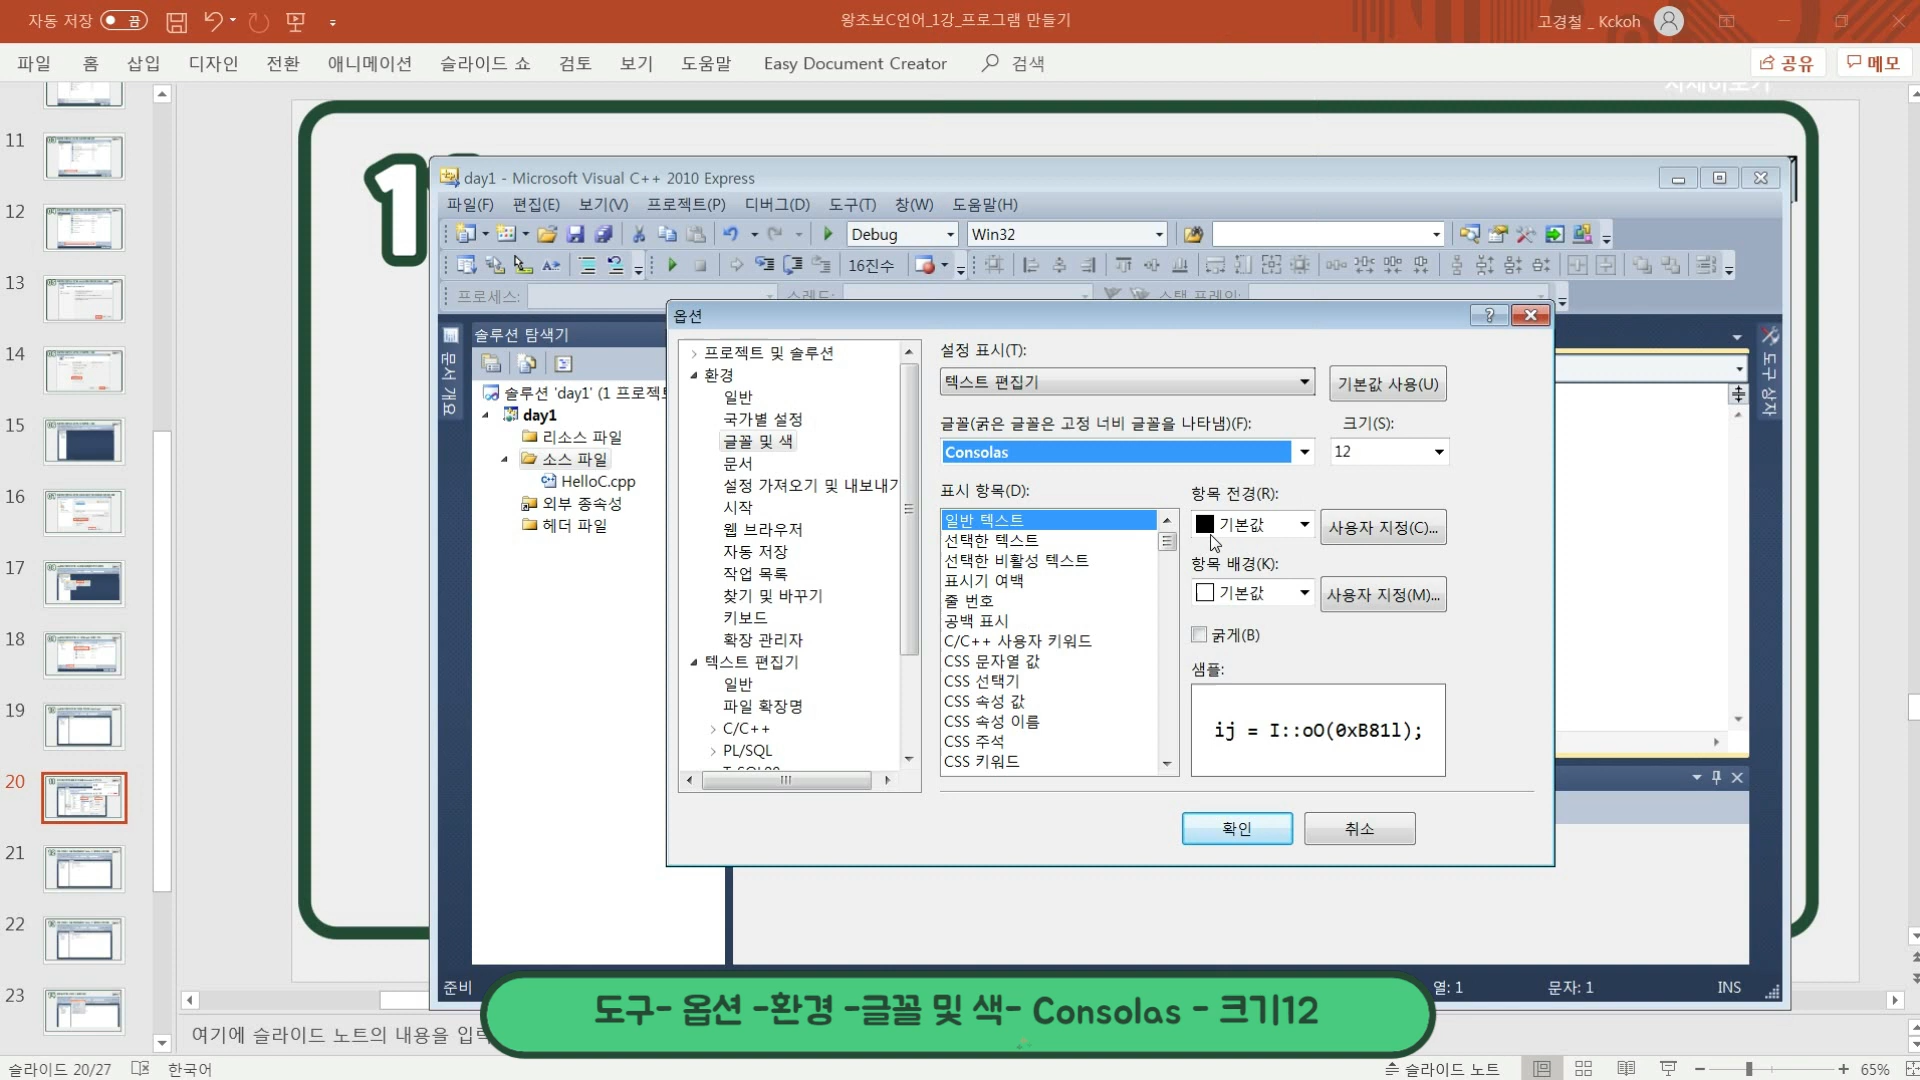 자동 저장 끔
왕초보C언어_1강_프로그램 만들기
고경철 _ Kckoh
파일 홈 삽입 디자인 전환 애니메이션 슬라이드 쇼 검토 보기 도움말 Easy Document Creator 검색
공유 메모
11
12
13
14
15
16
17
18
19
20
21
22
23
day1 - Microsoft Visual C++ 2010 Express
파일(F) 편집(E) 보기(V) 프로젝트(P) 디버그(D) 도구(T) 창(W) 도움말(H)
Debug Win32
16진수
프로세스: 스레드: 스택 프레임:
문서 개요
솔루션 탐색기
솔루션 'day1' (1 프로젝트
day1
리소스 파일
소스 파일
HelloC.cpp
외부 종속성
헤더 파일
도구 상자
옵션
프로젝트 및 솔루션
환경
일반
국가별 설정
글꼴 및 색
문서
설정 가져오기 및 내보내기
시작
웹 브라우저
자동 저장
작업 목록
찾기 및 바꾸기
키보드
확장 관리자
텍스트 편집기
일반
파일 확장명
C/C++
PL/SQL
설정 표시(T):
텍스트 편집기
기본값 사용(U)
글꼴(굵은 글꼴은 고정 너비 글꼴을 나타냄)(F):
크기(S):
Consolas
12
표시 항목(D):
일반 텍스트
선택한 텍스트
선택한 비활성 텍스트
표시기 여백
줄 번호
공백 표시
C/C++ 사용자 키워드
CSS 문자열 값
CSS 선택기
CSS 속성 값
CSS 속성 이름
CSS 주석
CSS 키워드
항목 전경(R):
기본값
사용자 지정(C)...
항목 배경(K):
기본값
사용자 지정(M)...
굵게(B)
샘플:
ij = I::oO(0xB81l);
확인
취소
준비
열: 1 문자: 1 INS
도구- 옵션 -환경 -글꼴 및 색- Consolas - 크기12
여기에 슬라이드 노트의 내용을 입력
슬라이드 20/27 한국어
슬라이드 노트
65%